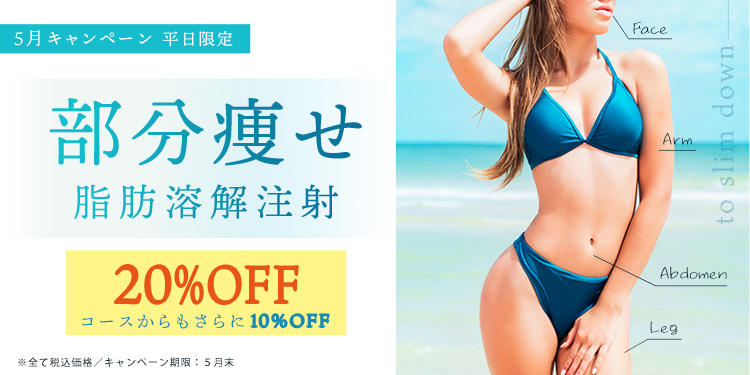 5月キャンペーン 平日限定
部分痩せ
脂肪溶解注射
20%OFF
コースからもさらに10%OFF
※全て税込価格／キャンペーン期限：５月末
Face
Arm
Abdomen
Leg
to slim down